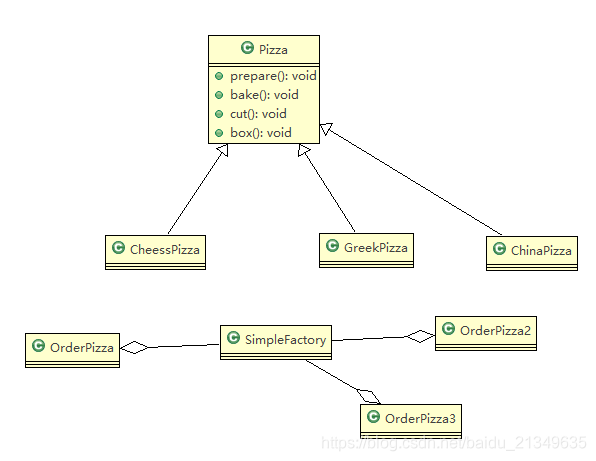 C Pizza
prepare(): void
bake(): void
cut(): void
box(): void
C CheessPizza
C GreekPizza
C ChinaPizza
C OrderPizza
C SimpleFactory
C OrderPizza2
C OrderPizza3
https://blog.csdn.net/baidu_21349635